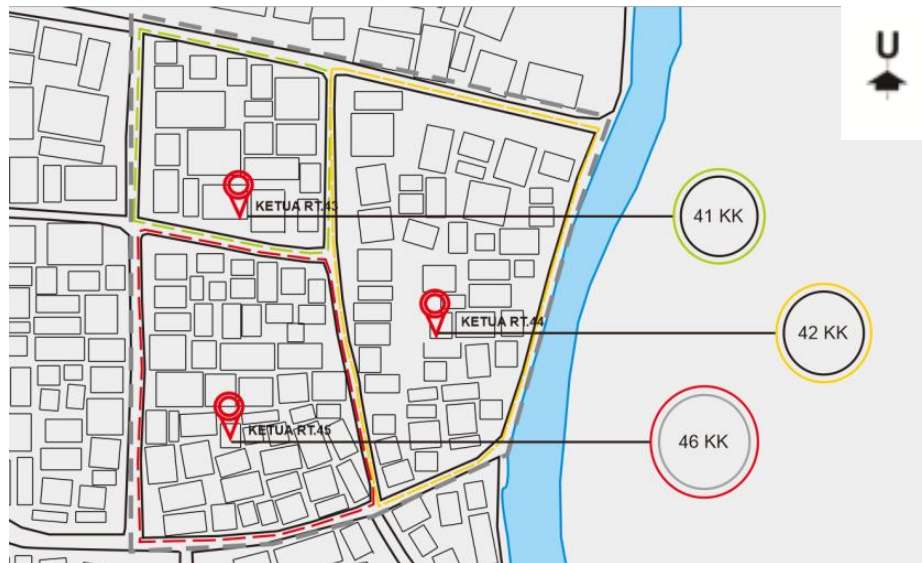 U
KETUA RT.43
41 KK
KETUA RT.44
42 KK
KETUA RT.45
46 KK